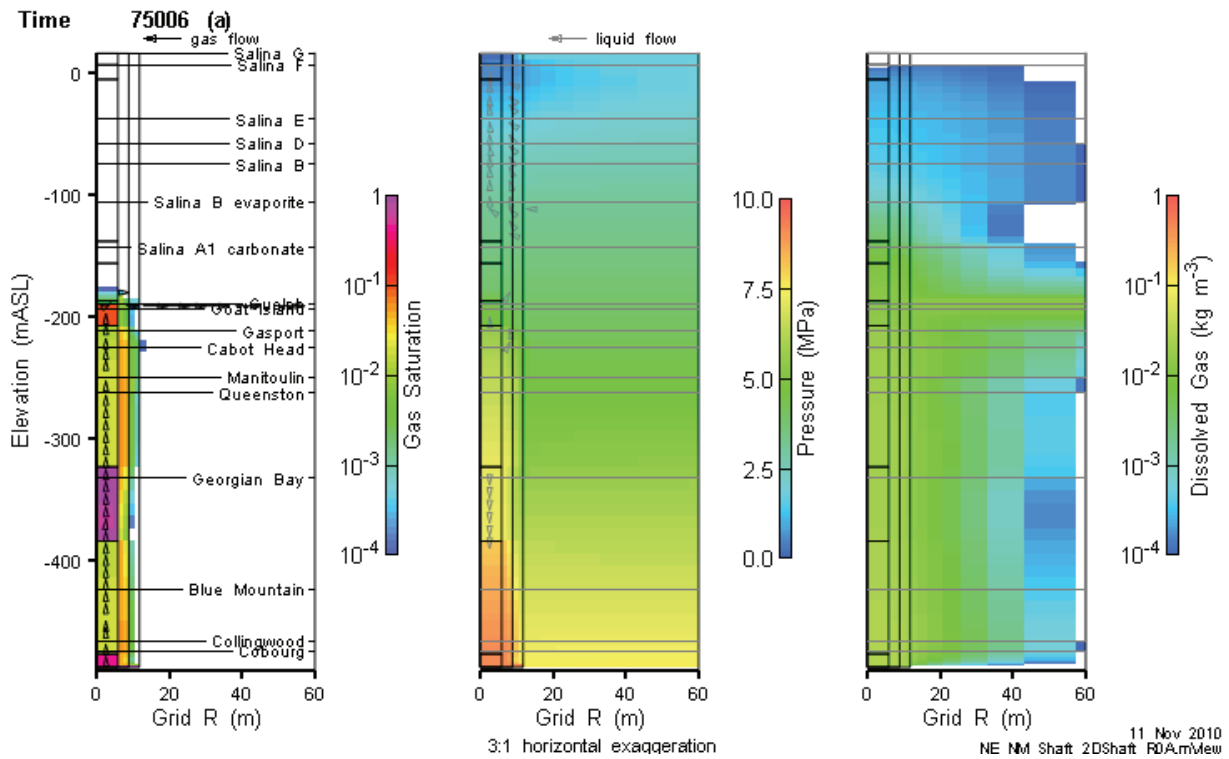 Time 75006 (a)
gas flow
liquid flow
Salina G
0
Salina F
Salina E
Salina D
Salina B
-100
Salina B evaporite
Salina A1 carbonate
Guelph
-200
Goat Island
Gasport
Cabot Head
Manitoulin
Queenston
-300
Georgian Bay
-400
Blue Mountain
Collingwood
Cobourg
Elevation (mASL)
0 20 40 60
Grid R (m)
1
10-1
10-2
10-3
10-4
Gas Saturation
0 20 40 60
Grid R (m)
3:1 horizontal exaggeration
10.0
7.5
5.0
2.5
0.0
Pressure (MPa)
0 20 40 60
Grid R (m)
1
10-1
10-2
10-3
10-4
Dissolved Gas (kg m-3)
11 Nov 2010
NE NM Shaft 2DShaft R0A.mView